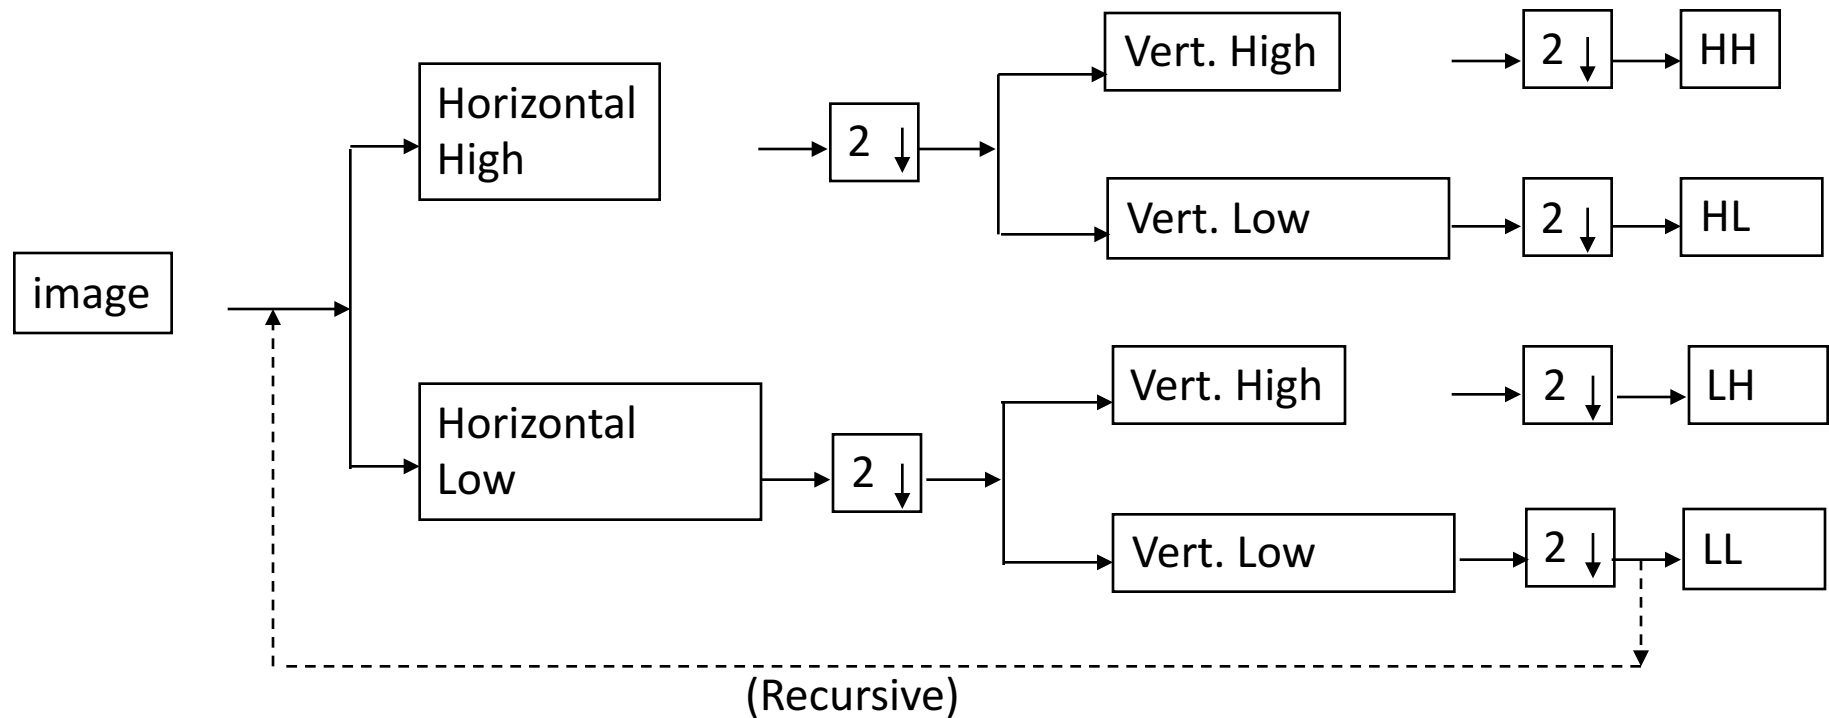 Vert. High
2 ↓
HH
Horizontal
High
2 ↓
Vert. Low
2 ↓
HL
image
Vert. High
2 ↓
LH
Horizontal
Low
2 ↓
Vert. Low
2 ↓
LL
(Recursive)